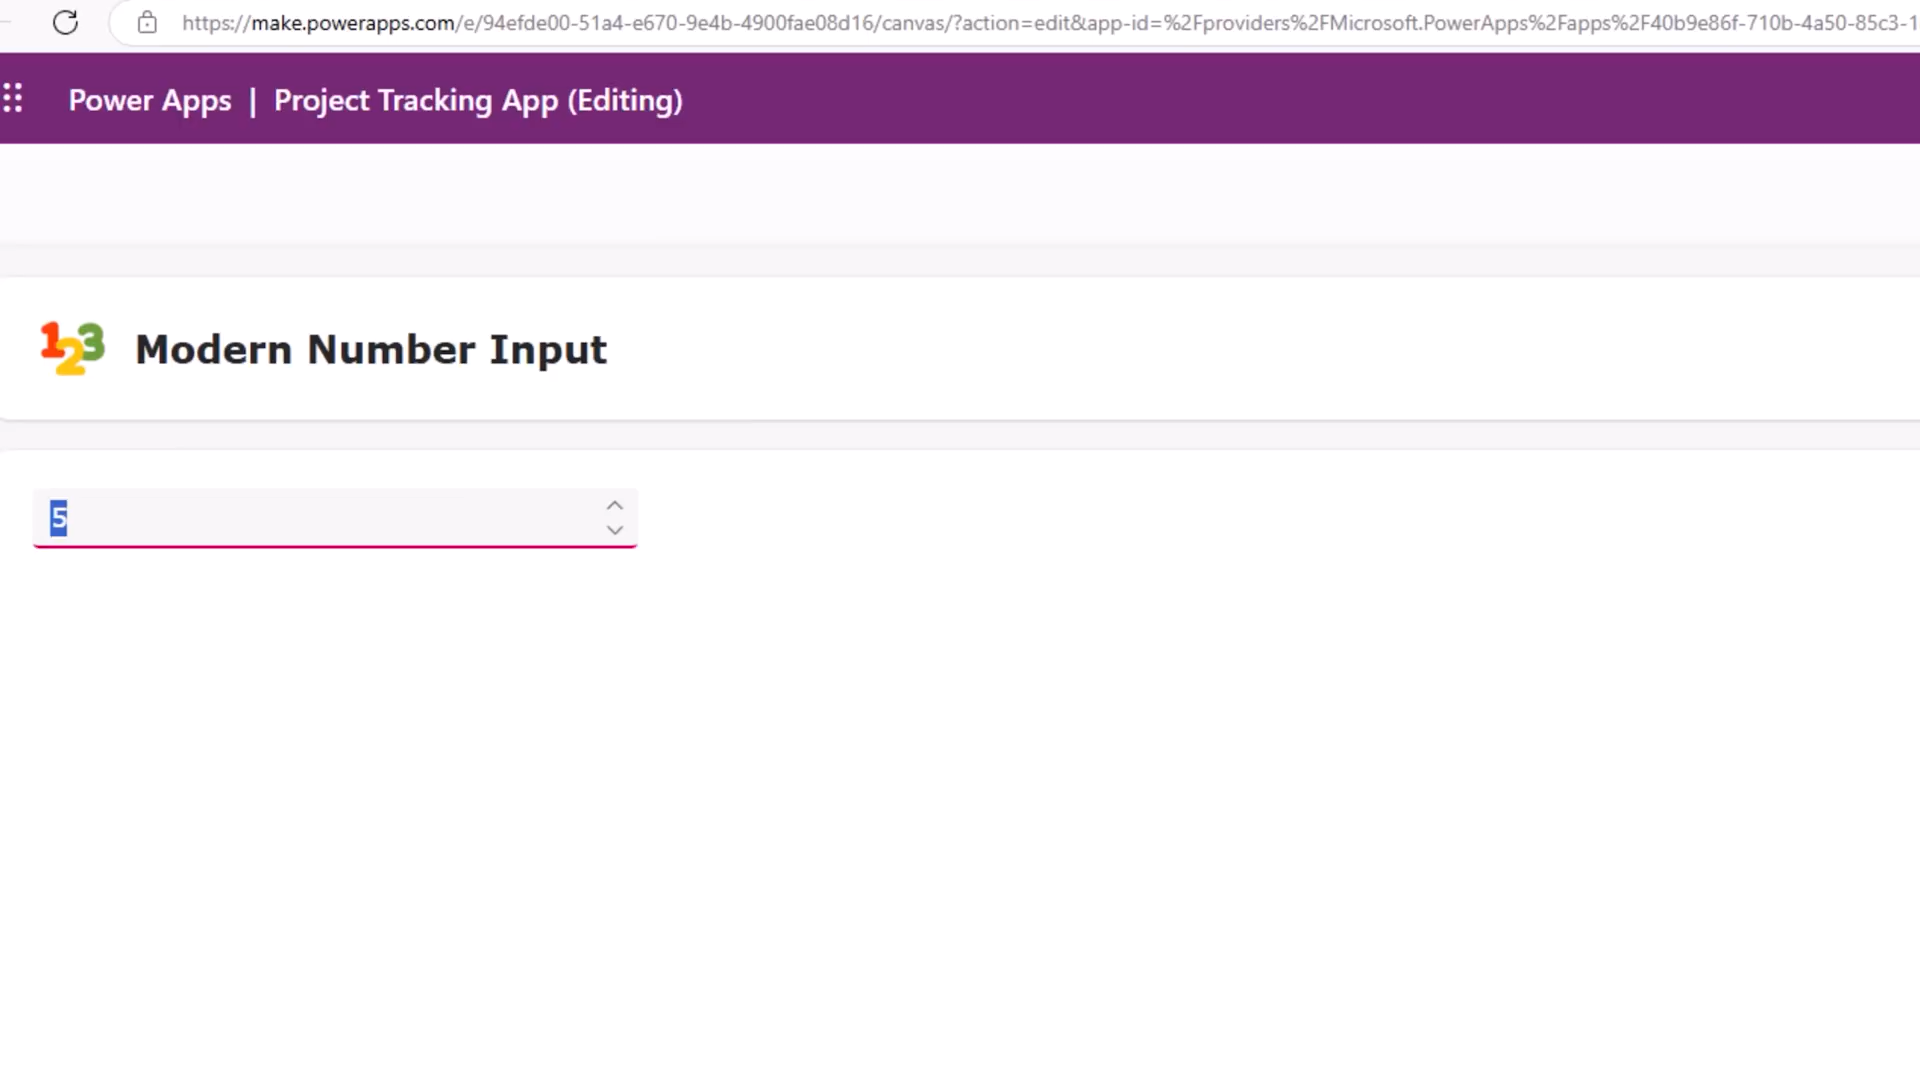 https://make.powerapps.com/e/94efde00-51a4-e670-9e4b-4900fae08d16/canvas/?action=edit&app-id=%2Fproviders%2FMicrosoft.PowerApps%2Fapps%2F40b9e86f-710b-4a50-85c3-1
Power Apps | Project Tracking App (Editing)
123 Modern Number Input
5